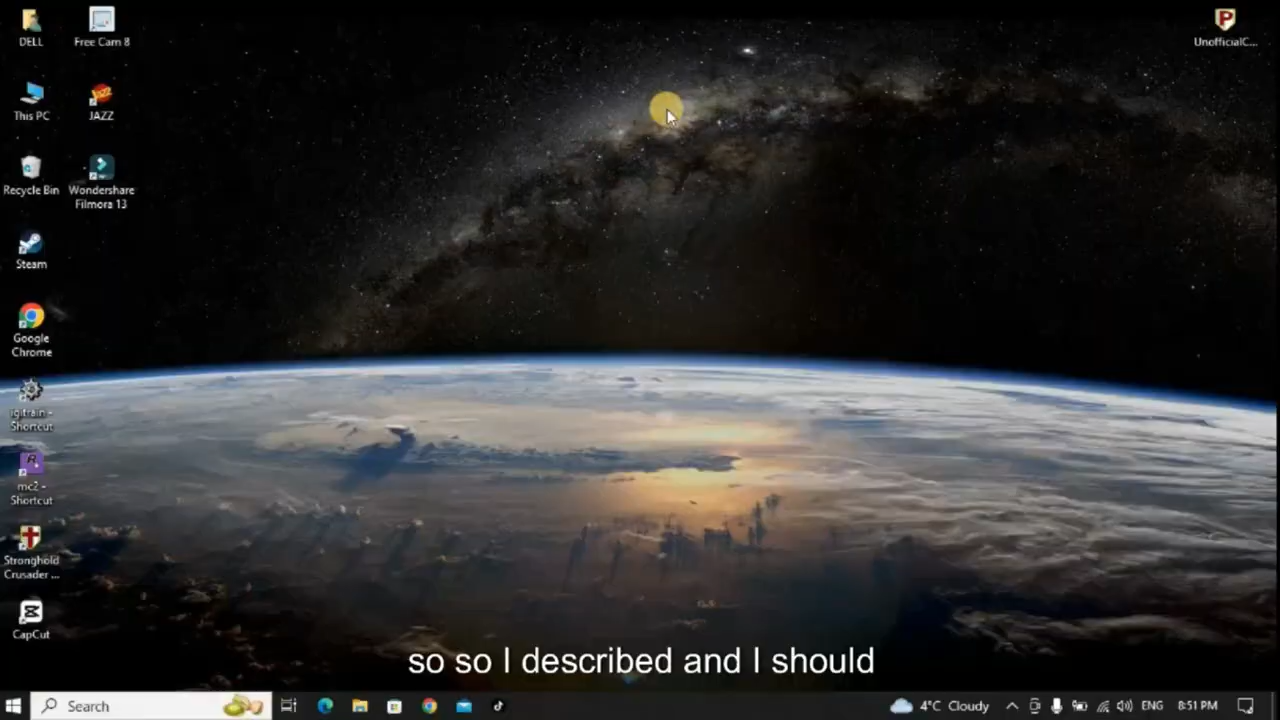 DELL
Free Cam 8
UnofficialC...
This PC
JAZZ
Recycle Bin
Wondershare
Filmora 13
Steam
Google
Chrome
igitrain -
Shortcut
mc2 -
Shortcut
Stronghold
Crusader ...
CapCut
so so I described and I should
Search
4°C Cloudy
ENG
8:51 PM